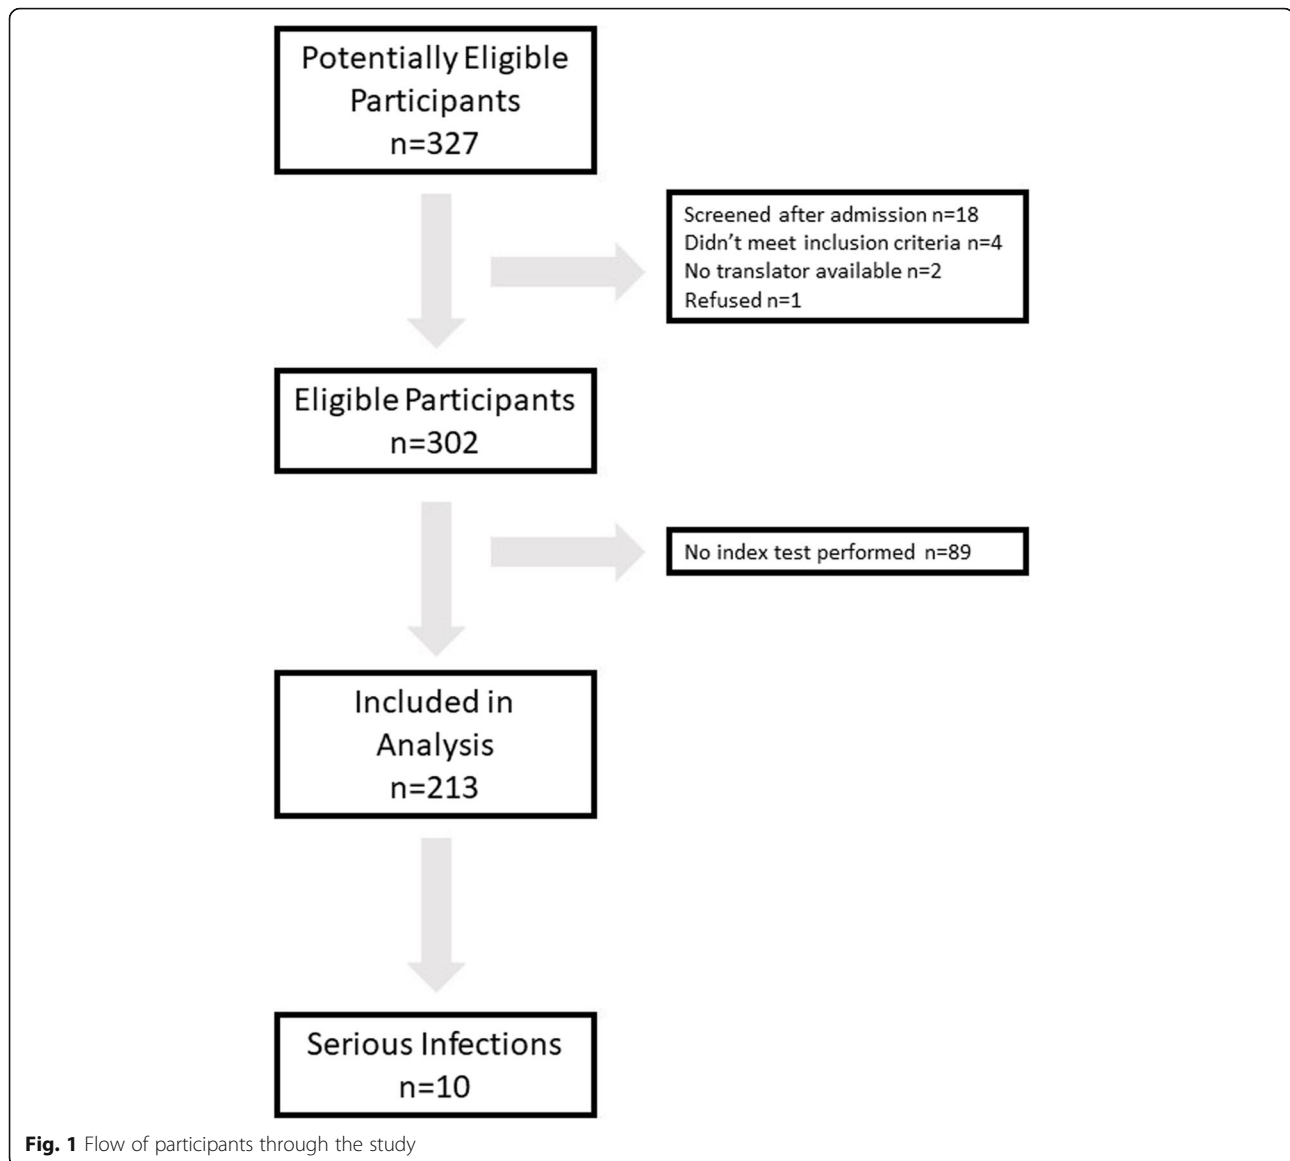 Potentially Eligible
Participants
n=327
Screened after admission n=18
Didn’t meet inclusion criteria n=4
No translator available n=2
Refused n=1
Eligible Participants
n=302
No index test performed n=89
Included in
Analysis
n=213
Serious Infections
n=10
Fig. 1 Flow of participants through the study